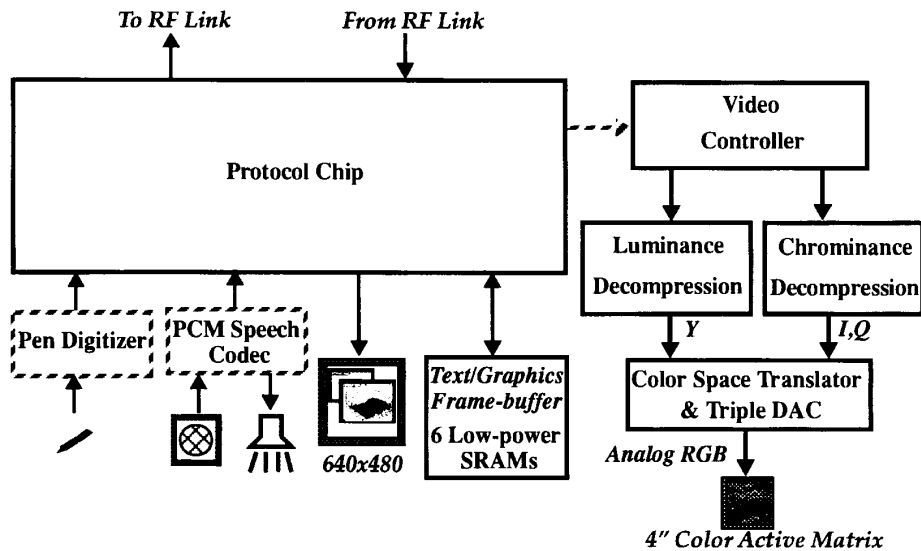 To RF Link
From RF Link
Protocol Chip
Video
Controller
Luminance
Decompression
Chrominance
Decompression
Pen Digitizer
PCM Speech
Codec
Y
I,Q
Text/Graphics
Frame-buffer
6 Low-power
SRAMs
640x480
Color Space Translator
& Triple DAC
Analog RGB
4" Color Active Matrix